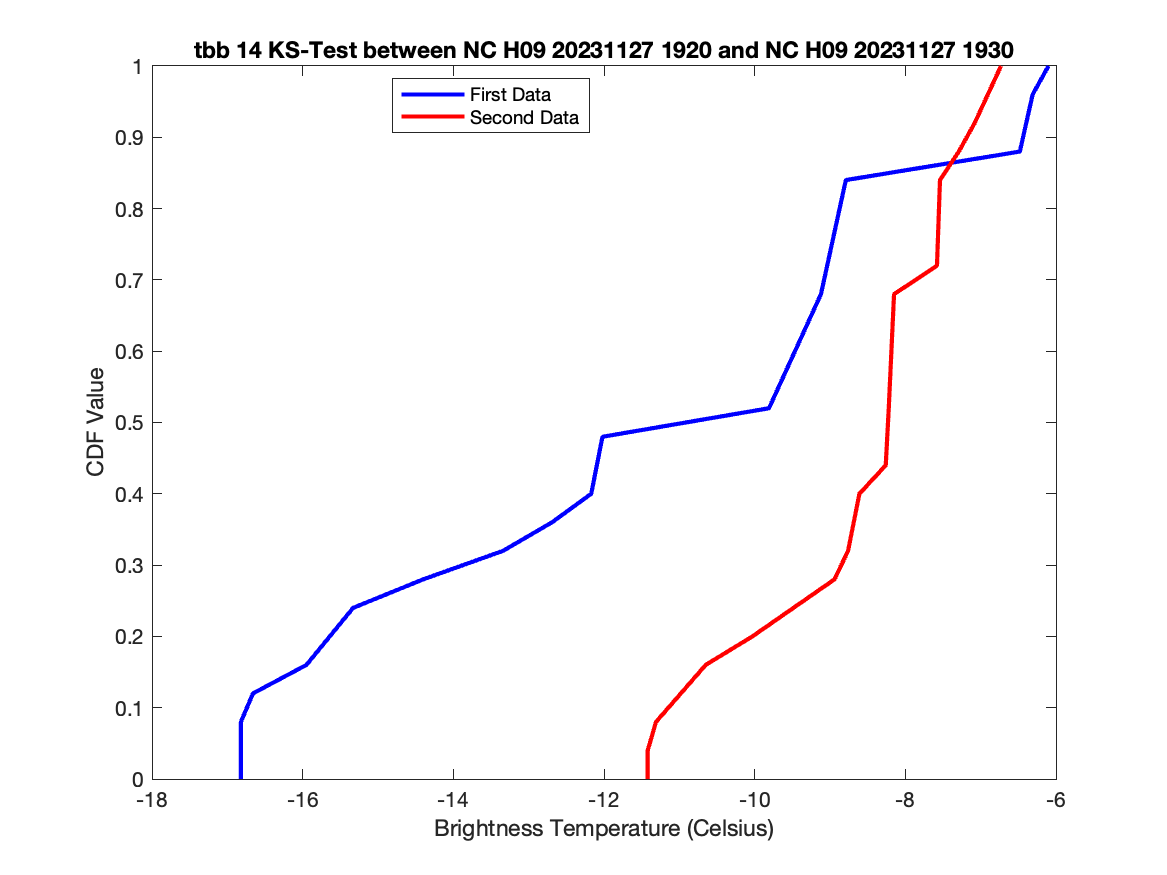 tbb 14 KS-Test between NC H09 20231127 1920 and NC H09 20231127 1930
First Data
Second Data
1
0.9
0.8
0.7
0.6
0.5
0.4
0.3
0.2
0.1
0
CDF Value
-18 -16 -14 -12 -10 -8 -6
Brightness Temperature (Celsius)